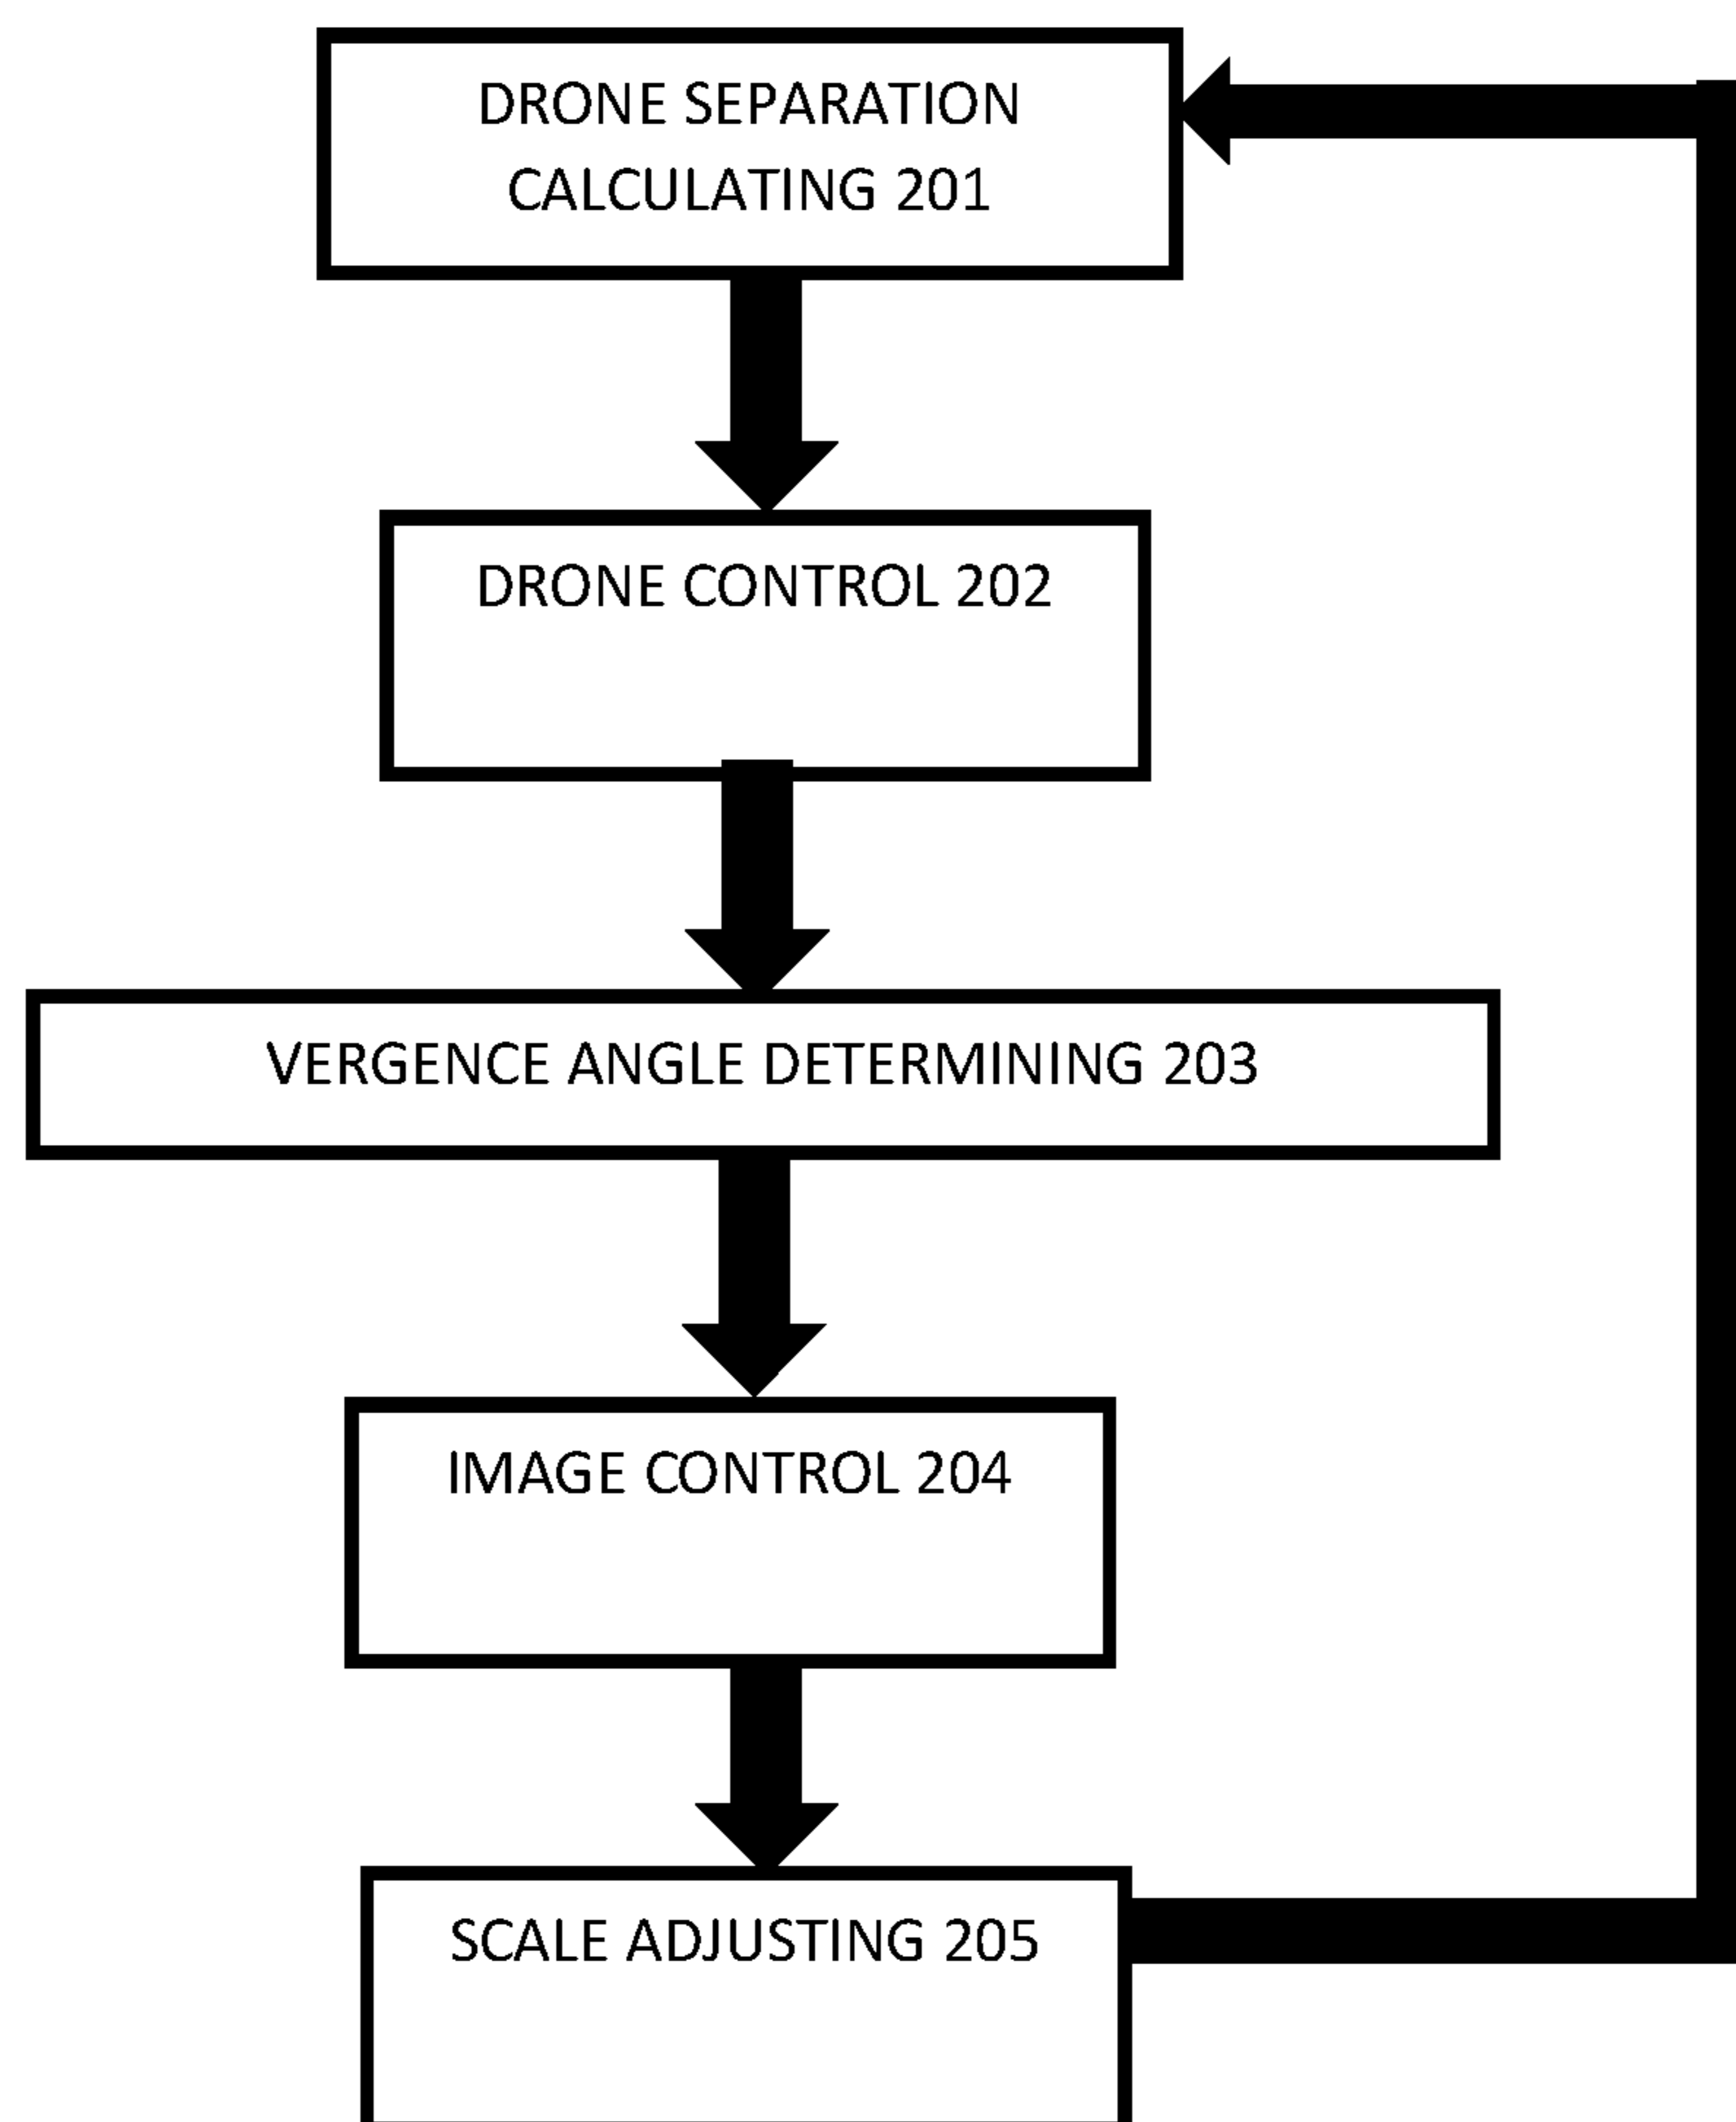 DRONE SEPARATION
CALCULATING 201
DRONE CONTROL 202
VERGENCE ANGLE DETERMINING 203
IMAGE CONTROL 204
SCALE ADJUSTING 205